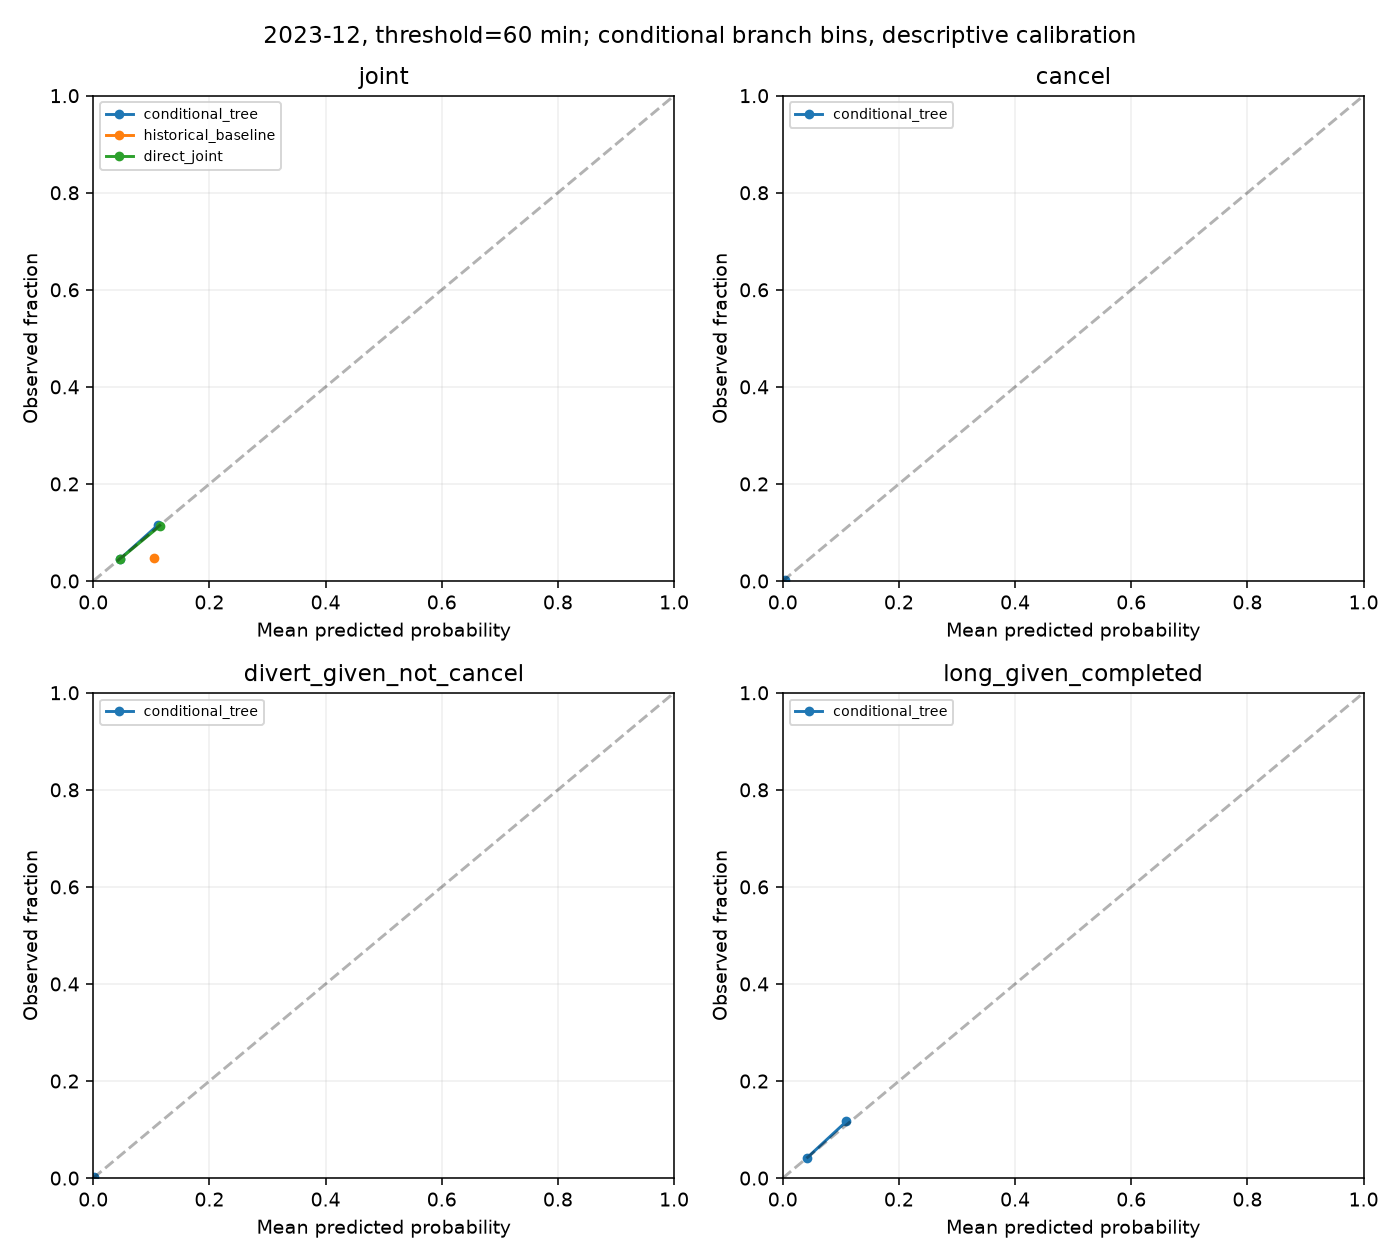 2023-12, threshold=60 min; conditional branch bins, descriptive calibration
joint
conditional_tree
historical_baseline
direct_joint
1.0
0.8
0.6
0.4
0.2
0.0
0.0 0.2 0.4 0.6 0.8 1.0
Observed fraction
Mean predicted probability
cancel
conditional_tree
1.0
0.8
0.6
0.4
0.2
0.0
0.0 0.2 0.4 0.6 0.8 1.0
Observed fraction
Mean predicted probability
divert_given_not_cancel
conditional_tree
1.0
0.8
0.6
0.4
0.2
0.0
0.0 0.2 0.4 0.6 0.8 1.0
Observed fraction
Mean predicted probability
long_given_completed
conditional_tree
1.0
0.8
0.6
0.4
0.2
0.0
0.0 0.2 0.4 0.6 0.8 1.0
Observed fraction
Mean predicted probability